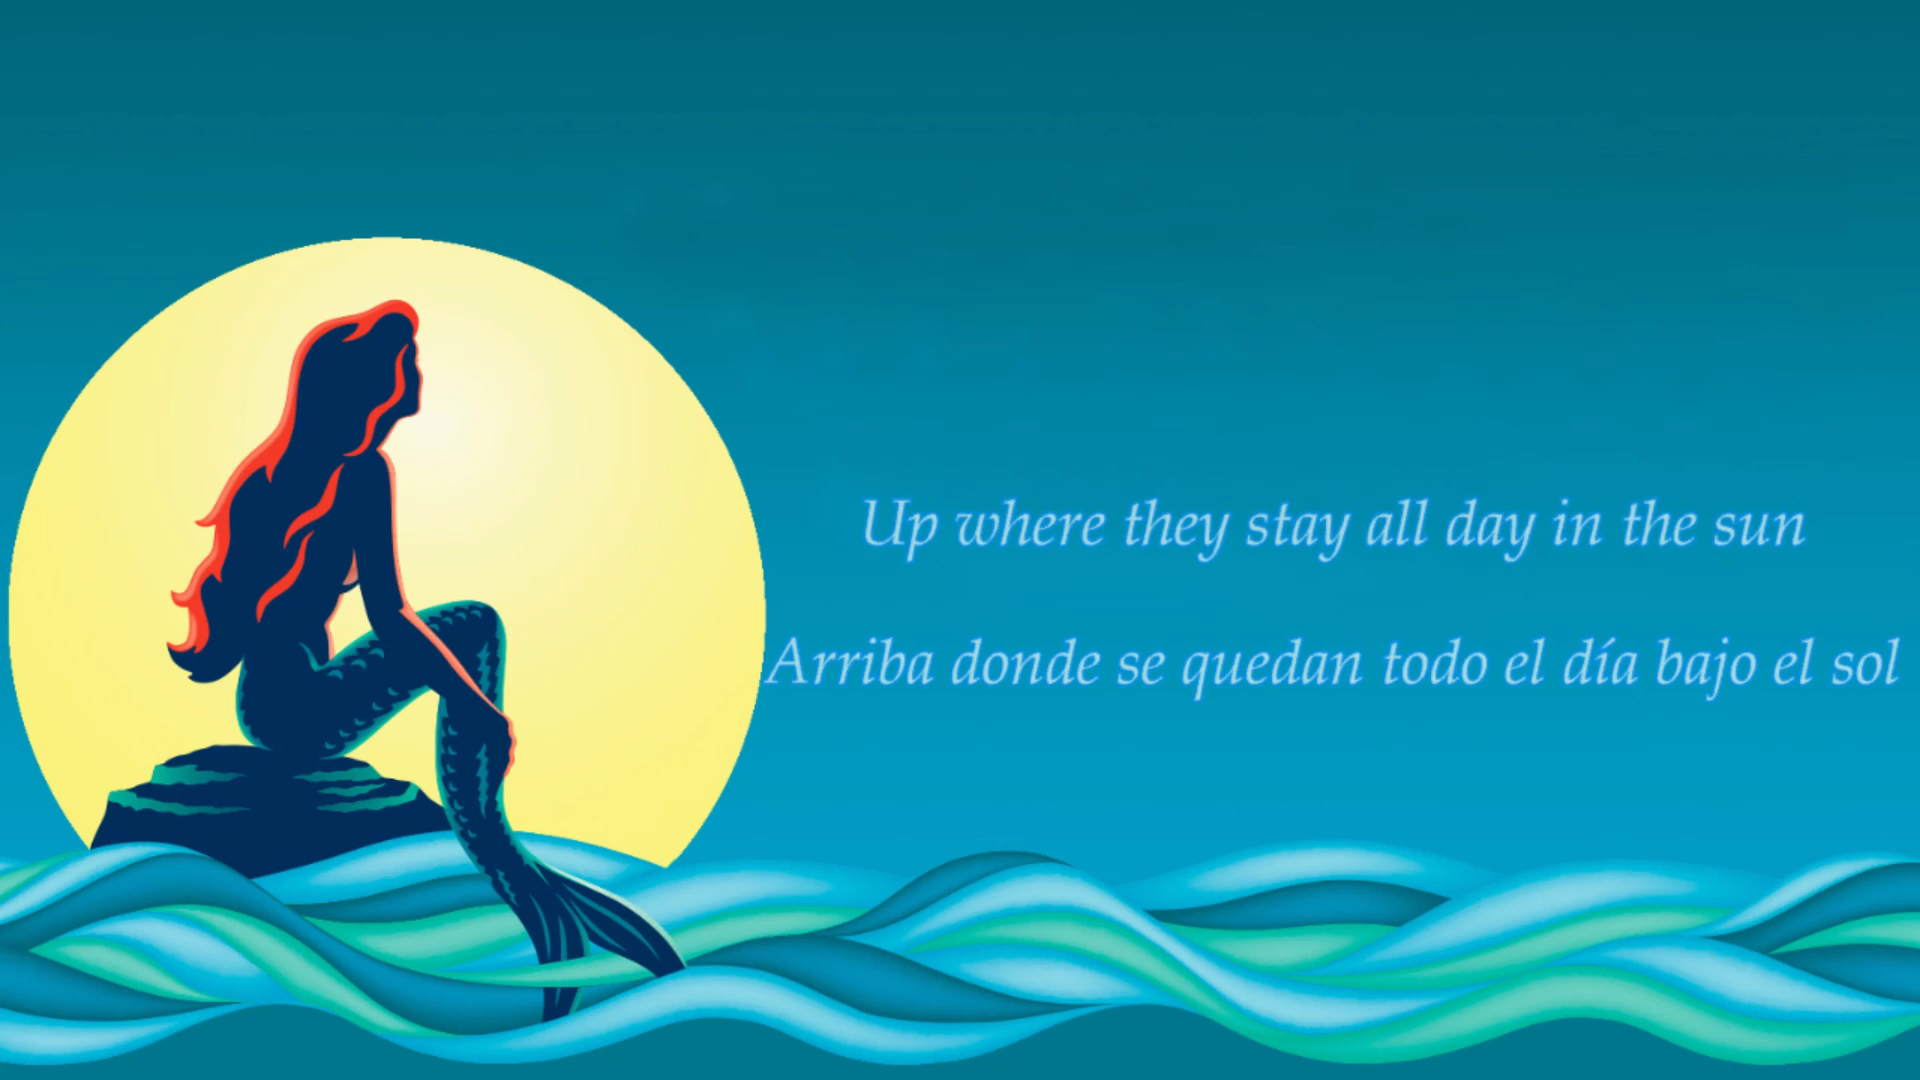 Up where they stay all day in the sun
Arriba donde se quedan todo el día bajo el sol